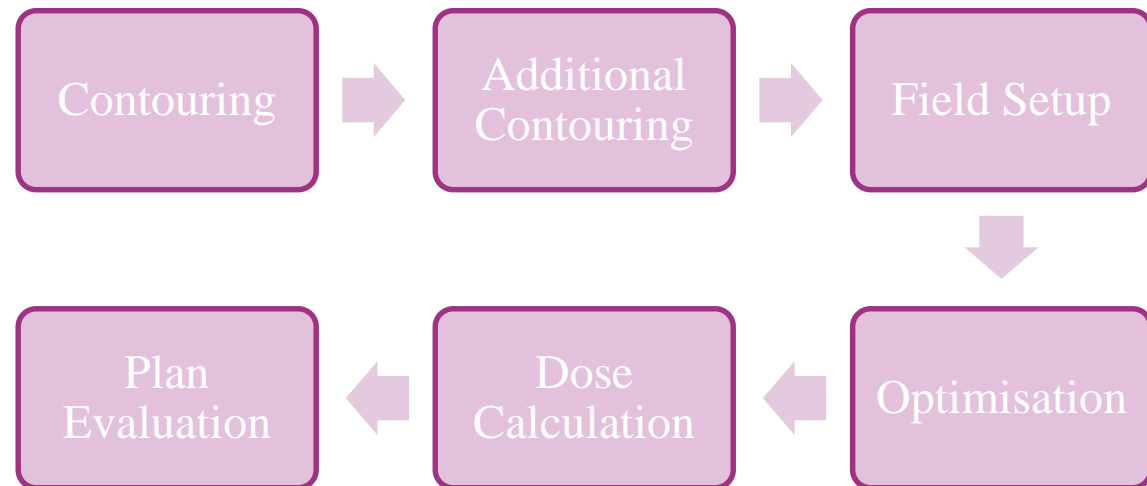 Contouring
Additional
Contouring
Field Setup
Optimisation
Dose
Calculation
Plan
Evaluation